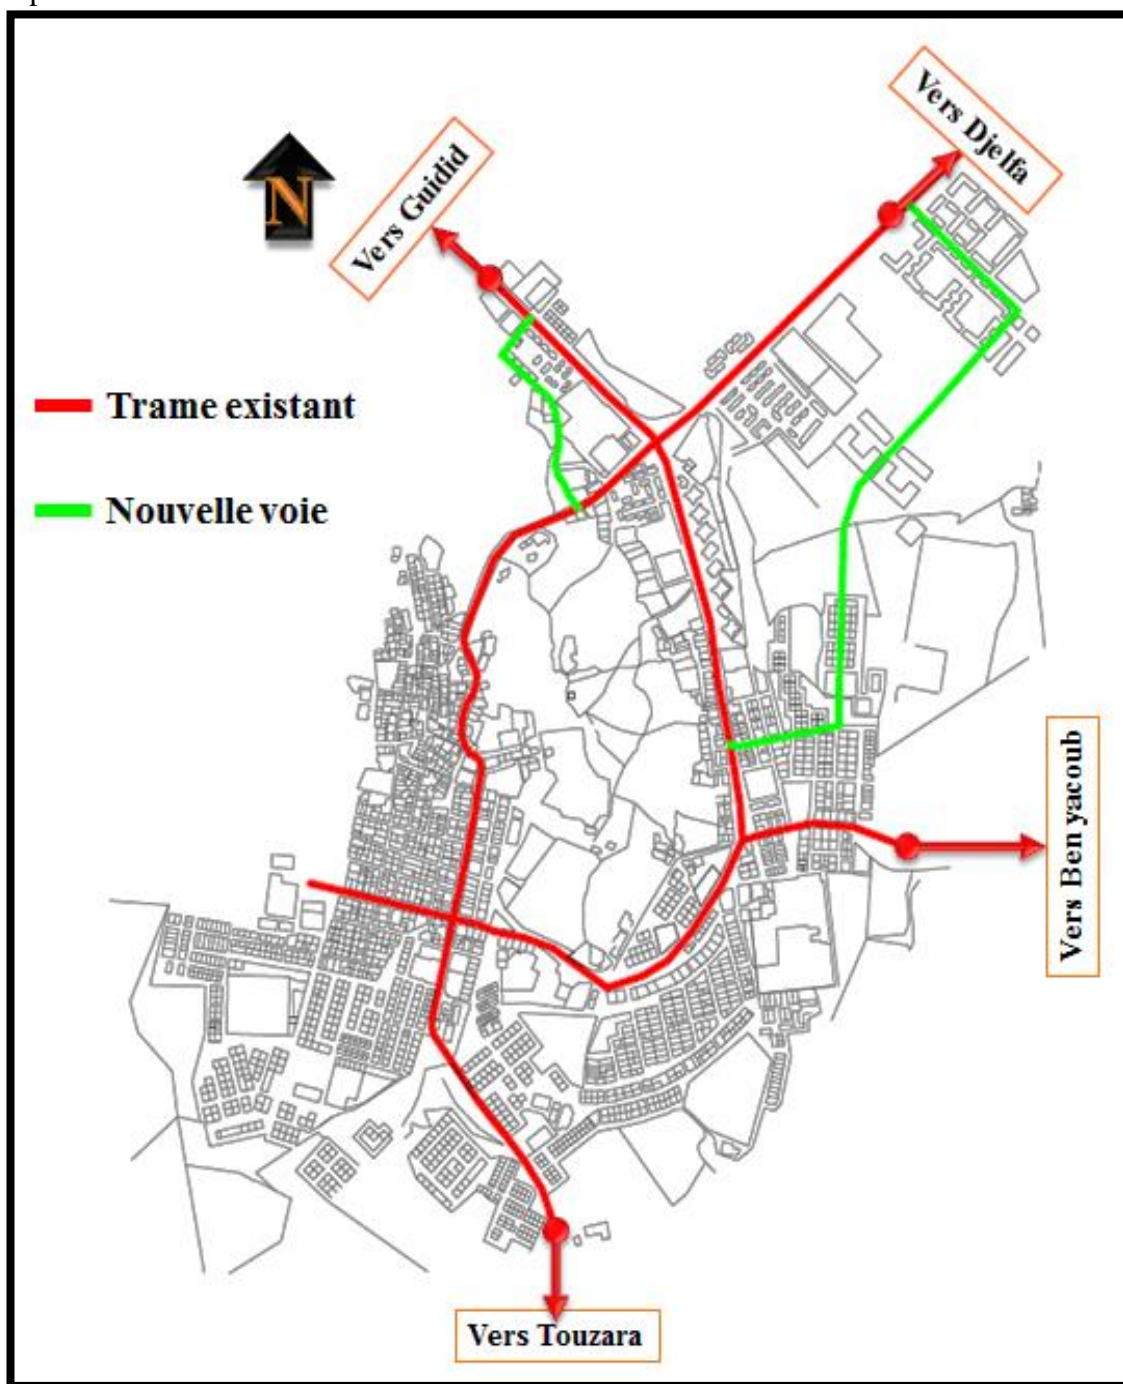 Vers Djelfa
Vers Guidid
N
Trame existant
Nouvelle voie
Vers Ben yacoub
Vers Touzara